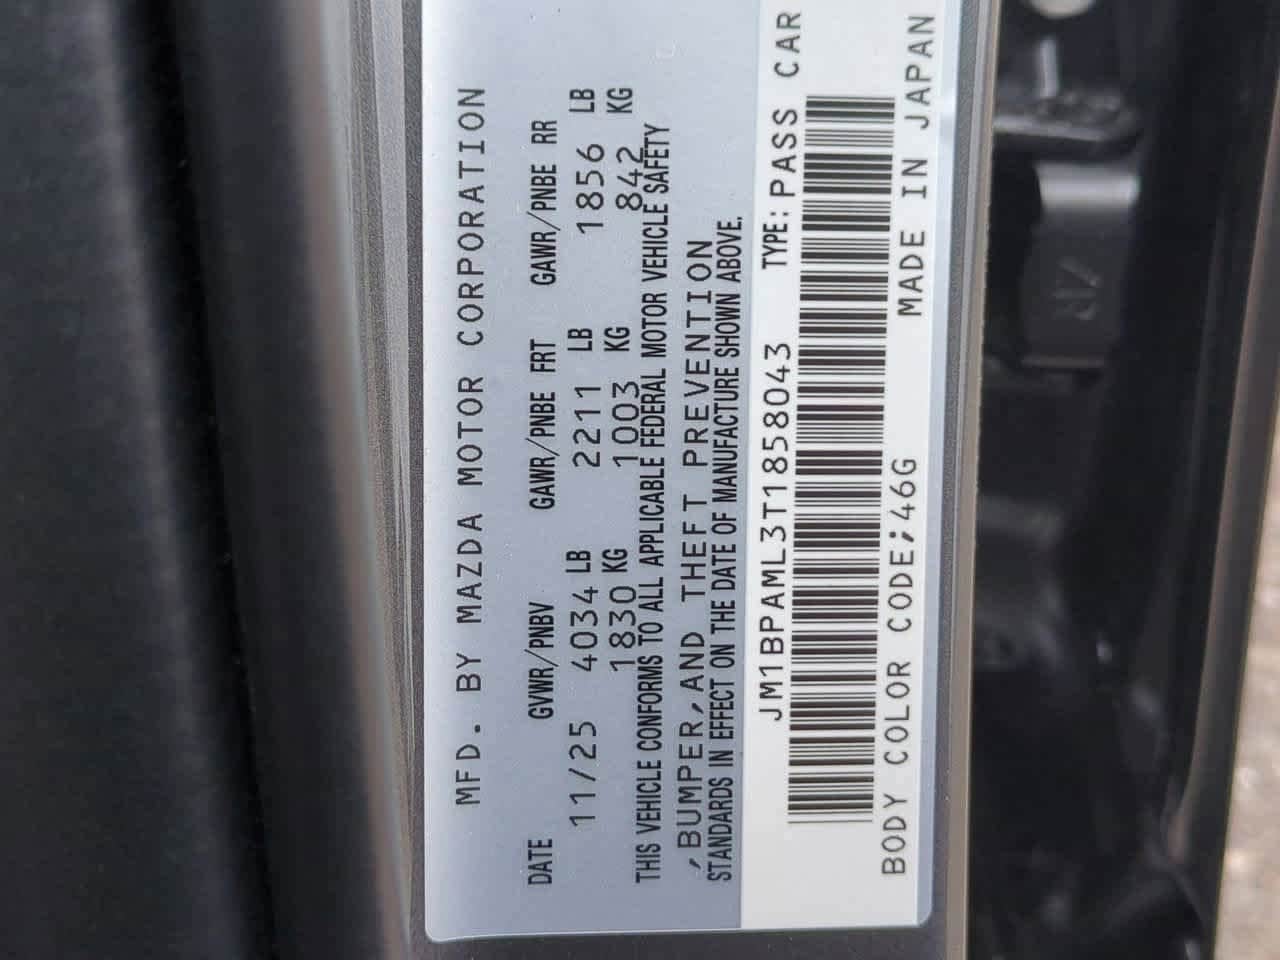 MFD. BY MAZDA MOTOR CORPORATION
DATE GVWR/PNBV GAWR/PNBE FRT GAWR/PNBE RR
11/25 4034 LB 2211 LB 1856 LB
1830 KG 1003 KG 842 KG
THIS VEHICLE CONFORMS TO ALL APPLICABLE FEDERAL MOTOR VEHICLE SAFETY
,BUMPER,AND THEFT PREVENTION
STANDARDS IN EFFECT ON THE DATE OF MANUFACTURE SHOWN ABOVE.
JM1BPAML3T1858043 TYPE: PASS CAR
BODY COLOR CODE;46G MADE IN JAPAN